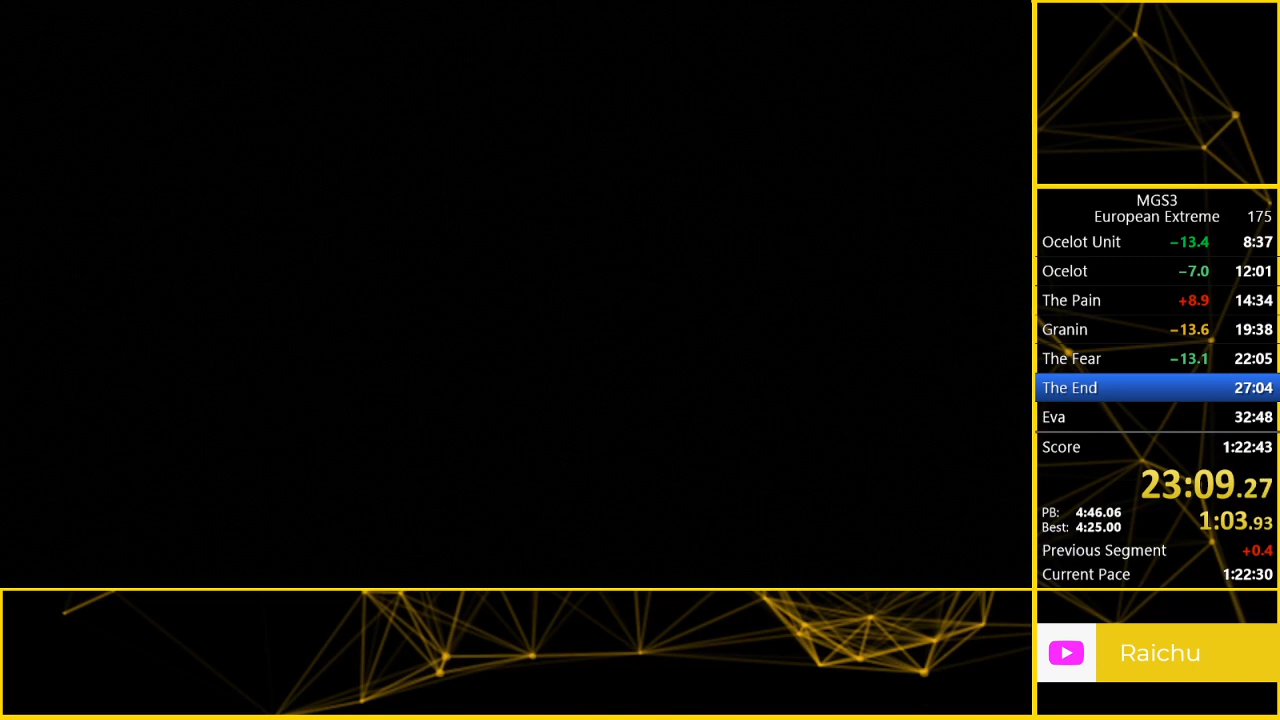 MGS3
European Extreme 175
Ocelot Unit −13.4 8:37
Ocelot −7.0 12:01
The Pain +8.9 14:34
Granin −13.6 19:38
The Fear −13.1 22:05
The End 27:04
Eva 32:48
Score 1:22:43
23:09.27
PB: 4:46.06
1:03.93
Best: 4:25.00
Previous Segment +0.4
Current Pace 1:22:30
Raichu